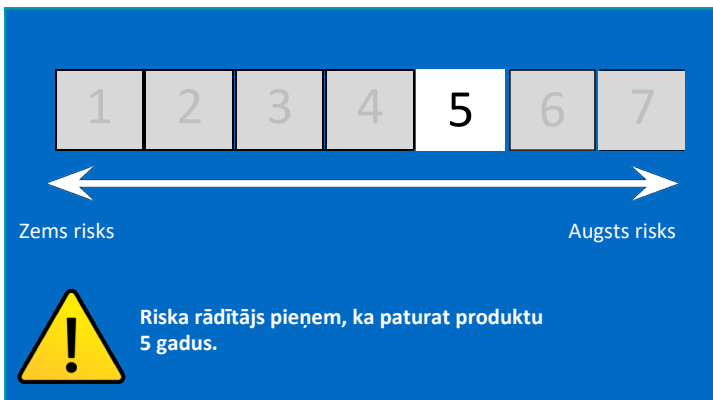 1 2 3 4 5 6 7
Zems risks Augsts risks
Riska rādītājs pieņem, ka paturat produktu
5 gadus.